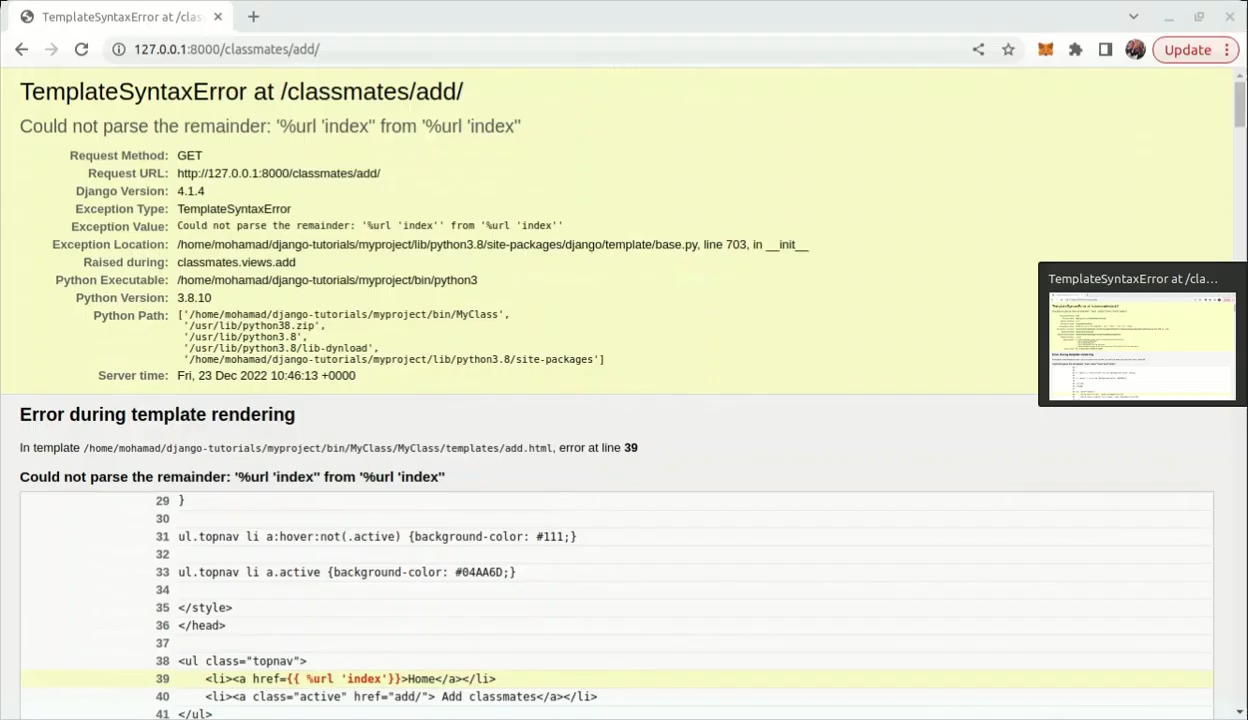 TemplateSyntaxError at /clas
127.0.0.1:8000/classmates/add/
Update
TemplateSyntaxError at /classmates/add/
Could not parse the remainder: '%url 'index'' from '%url 'index''
Request Method: GET
Request URL: http://127.0.0.1:8000/classmates/add/
Django Version: 4.1.4
Exception Type: TemplateSyntaxError
Exception Value: Could not parse the remainder: '%url 'index'' from '%url 'index''
Exception Location: /home/mohamad/django-tutorials/myproject/lib/python3.8/site-packages/django/template/base.py, line 703, in __init__
Raised during: classmates.views.add
Python Executable: /home/mohamad/django-tutorials/myproject/bin/python3
Python Version: 3.8.10
Python Path: ['/home/mohamad/django-tutorials/myproject/bin/MyClass',
'/usr/lib/python38.zip',
'/usr/lib/python3.8',
'/usr/lib/python3.8/lib-dynload',
'/home/mohamad/django-tutorials/myproject/lib/python3.8/site-packages']
Server time: Fri, 23 Dec 2022 10:46:13 +0000
TemplateSyntaxError at /cla...
Error during template rendering
In template /home/mohamad/django-tutorials/myproject/bin/MyClass/MyClass/templates/add.html, error at line 39
Could not parse the remainder: '%url 'index'' from '%url 'index''
29 }
30
31 ul.topnav li a:hover:not(.active) {background-color: #111;}
32
33 ul.topnav li a.active {background-color: #04AA6D;}
34
35 </style>
36 </head>
37
38 <ul class="topnav">
39 <li><a href={{ %url 'index'}}>Home</a></li>
40 <li><a class="active" href="add/"> Add classmates</a></li>
41 </ul>